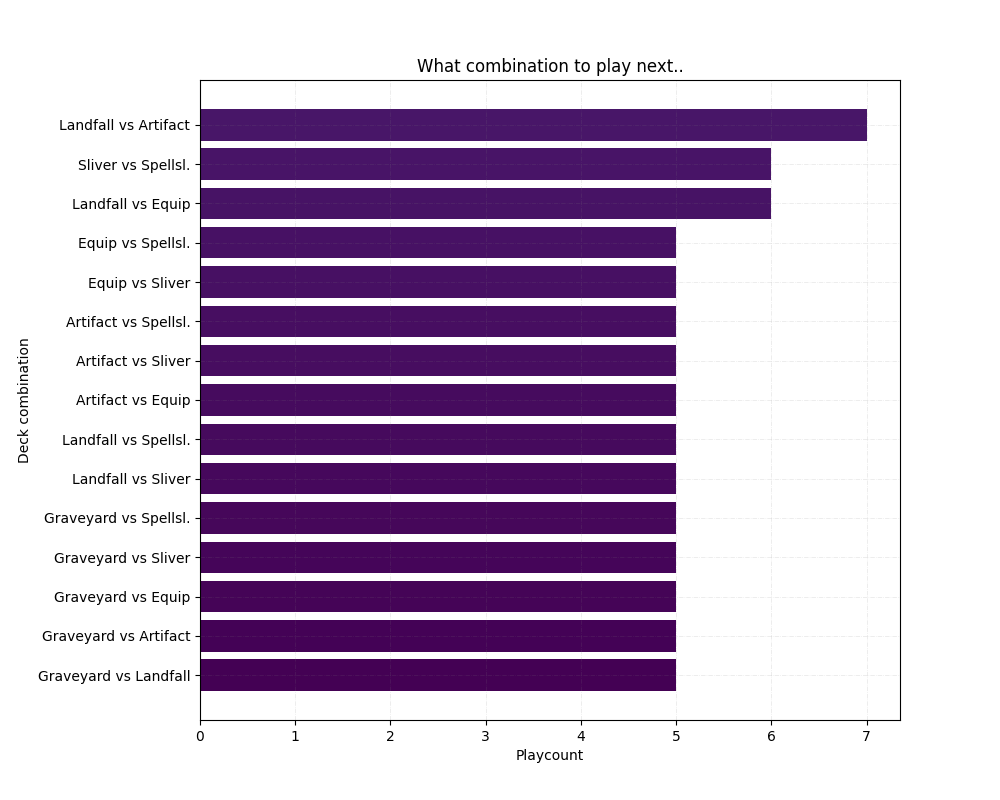 What combination to play next..
Landfall vs Artifact
Sliver vs Spellsl.
Landfall vs Equip
Equip vs Spellsl.
Equip vs Sliver
Artifact vs Spellsl.
Artifact vs Sliver
Artifact vs Equip
Landfall vs Spellsl.
Landfall vs Sliver
Graveyard vs Spellsl.
Graveyard vs Sliver
Graveyard vs Equip
Graveyard vs Artifact
Graveyard vs Landfall
Deck combination
0 1 2 3 4 5 6 7
Playcount